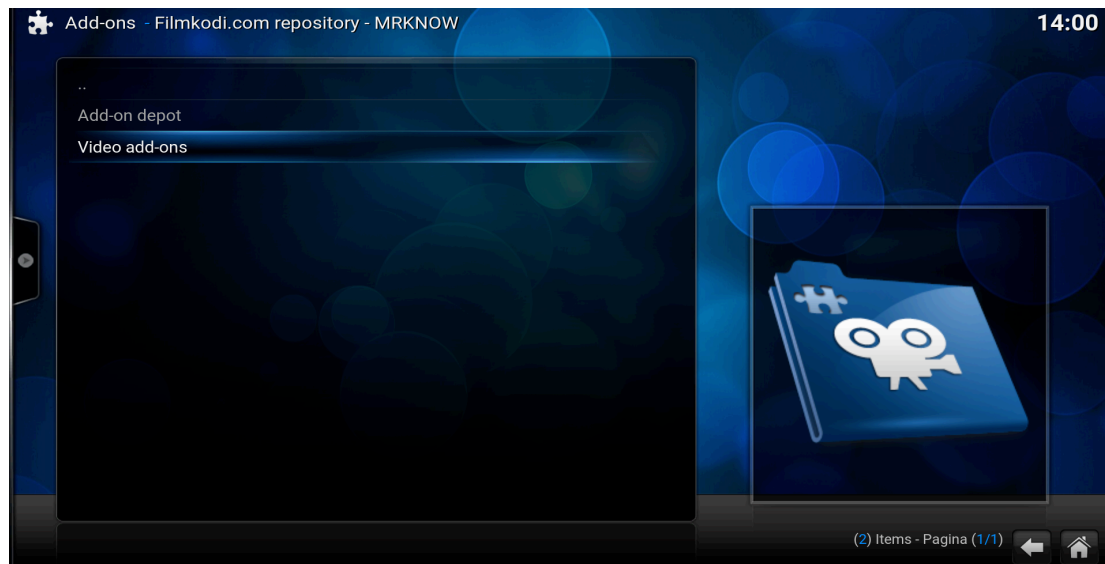 Add-ons - Filmkodi.com repository - MRKNOW
14:00
..
Add-on depot
Video add-ons
(2) Items - Pagina (1/1)